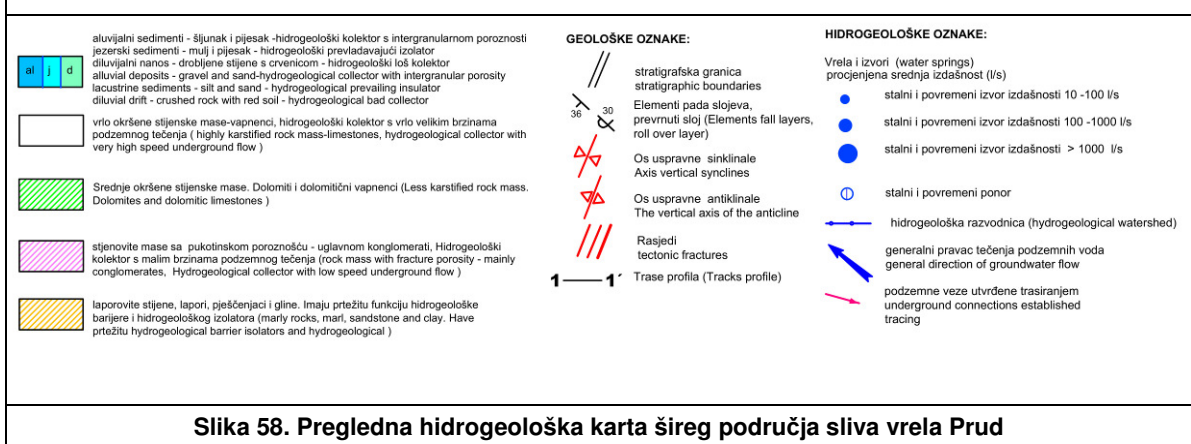 al j d
aluvijalni sedimenti - šljunak i pijesak -hidrogeološki kolektor s intergranularnom poroznosti
jezerski sedimenti - mulj i pijesak - hidrogeološki prevladavajući izolator
diluvijalni nanos - drobljene stijene s crvenicom - hidrogeološki loš kolektor
alluvial deposits - gravel and sand-hydrogeological collector with intergranular porosity
lacustrine sediments - silt and sand - hydrogeological prevailing insulator
diluvial drift - crushed rock with red soil - hydrogeological bad collector
vrlo okršene stijenske mase-vapnenci, hidrogeološki kolektor s vrlo velikim brzinama
podzemnog tečenja ( highly karstified rock mass-limestones, hydrogeological collector with
very high speed underground flow )
Srednje okršene stijenske mase. Dolomiti i dolomitični vapnenci (Less karstified rock mass.
Dolomites and dolomitic limestones )
stjenovite mase sa pukotinskom poroznošću - uglavnom konglomerati, Hidrogeološki
kolektor s malim brzinama podzemnog tečenja (rock mass with fracture porosity - mainly
conglomerates, Hydrogeological collector with low speed underground flow )
laporovite stijene, lapori, pješčenjaci i gline. Imaju prtežitu funkciju hidrogeološke
barijere i hidrogeološkog izolatora (marly rocks, marl, sandstone and clay. Have
prtežitu hydrogeological barrier isolators and hydrogeological )
GEOLOŠKE OZNAKE:
stratigrafska granica
stratigraphic boundaries
36 30
Elementi pada slojeva,
prevrnuti sloj (Elements fall layers,
roll over layer)
Os uspravne sinklinale
Axis vertical synclines
Os uspravne antiklinale
The vertical axis of the anticline
Rasjedi
tectonic fractures
1 1´ Trase profila (Tracks profile)
HIDROGEOLOŠKE OZNAKE:
Vrela i izvori (water springs)
procjenjena srednja izdašnost (l/s)
stalni i povremeni izvor izdašnosti 10 -100 l/s
stalni i povremeni izvor izdašnosti 100 -1000 l/s
stalni i povremeni izvor izdašnosti > 1000 l/s
stalni i povremeni ponor
hidrogeološka razvodnica (hydrogeological watershed)
generalni pravac tečenja podzemnih voda
general direction of groundwater flow
podzemne veze utvrđene trasiranjem
underground connections established
tracing
Slika 58. Pregledna hidrogeološka karta šireg područja sliva vrela Prud